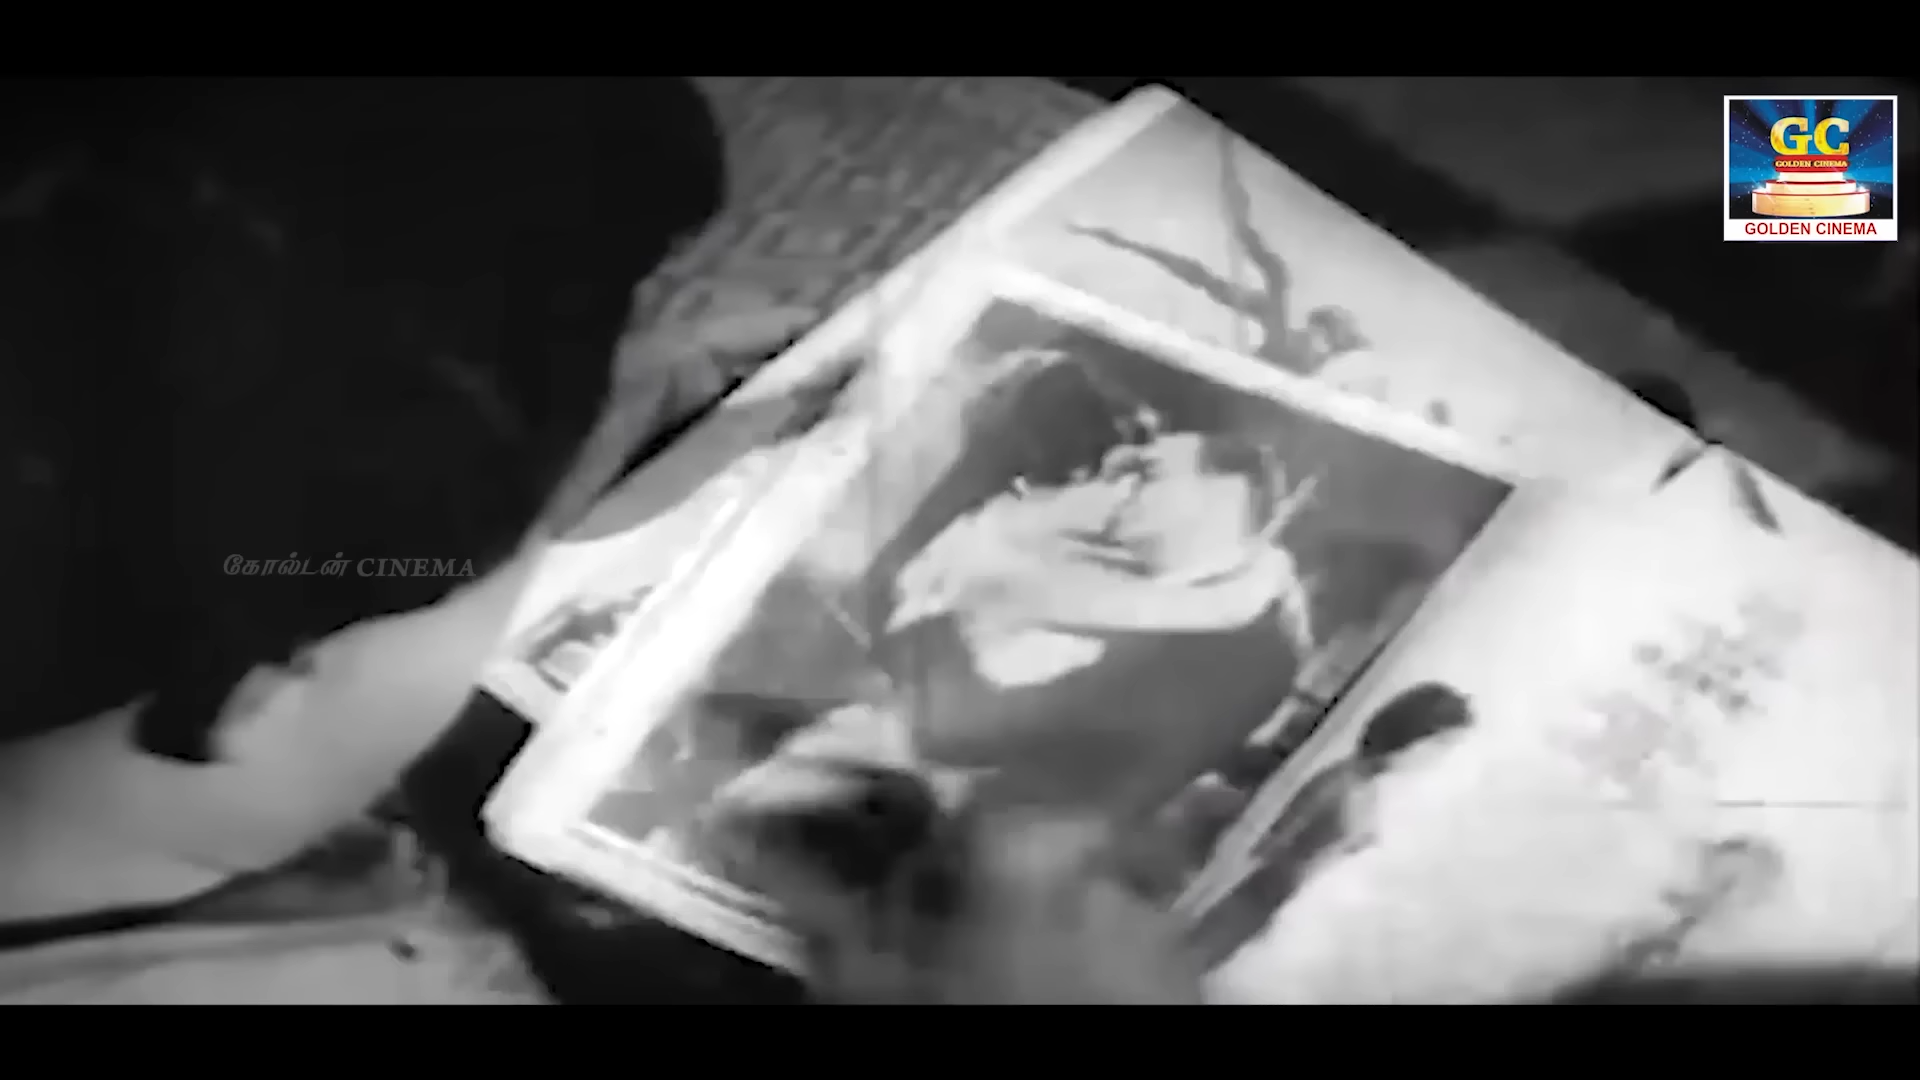 GC
GOLDEN CINEMA
GOLDEN CINEMA
கோல்டன் CINEMA